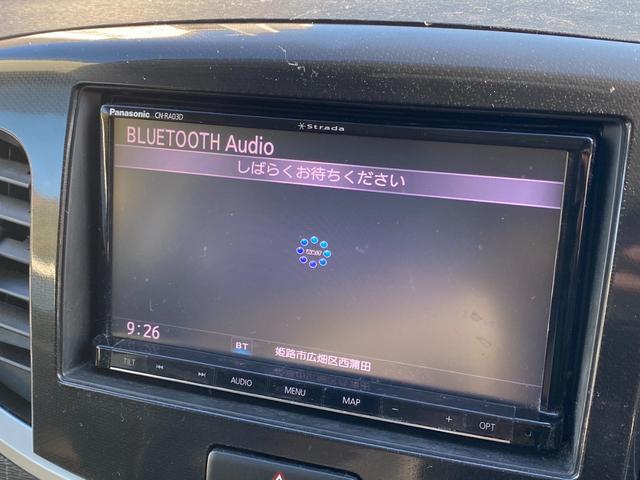 Panasonic CN-RA03D
Strada
BLUETOOTH Audio
しばらくお待ちください
9:26
BT
姫路市広畑区西蒲田
TILT ⏮ ⏭ AUDIO MENU MAP − + OPT